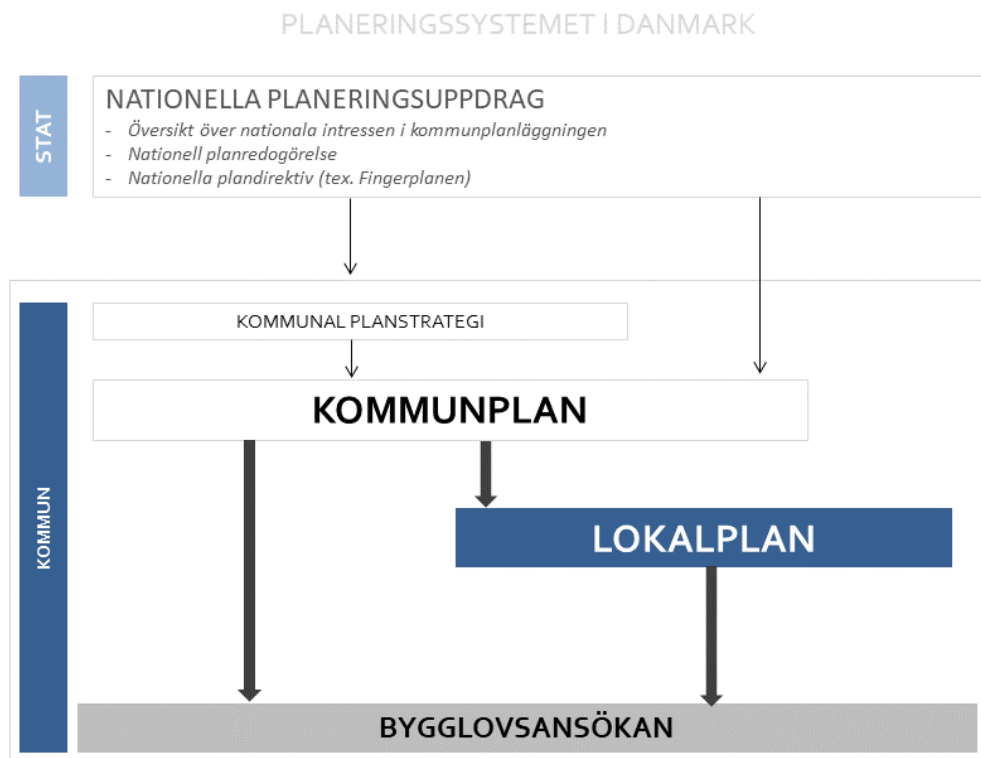 PLANERINGSSYSTEMET I DANMARK
STAT
NATIONELLA PLANERINGSUPPDRAG
- Översikt över nationala intressen i kommunplanläggningen
- Nationell planredogörelse
- Nationella plandirektiv (tex. Fingerplanen)
KOMMUN
KOMMUNAL PLANSTRATEGI
KOMMUNPLAN
LOKALPLAN
BYGGLOVSANSÖKAN